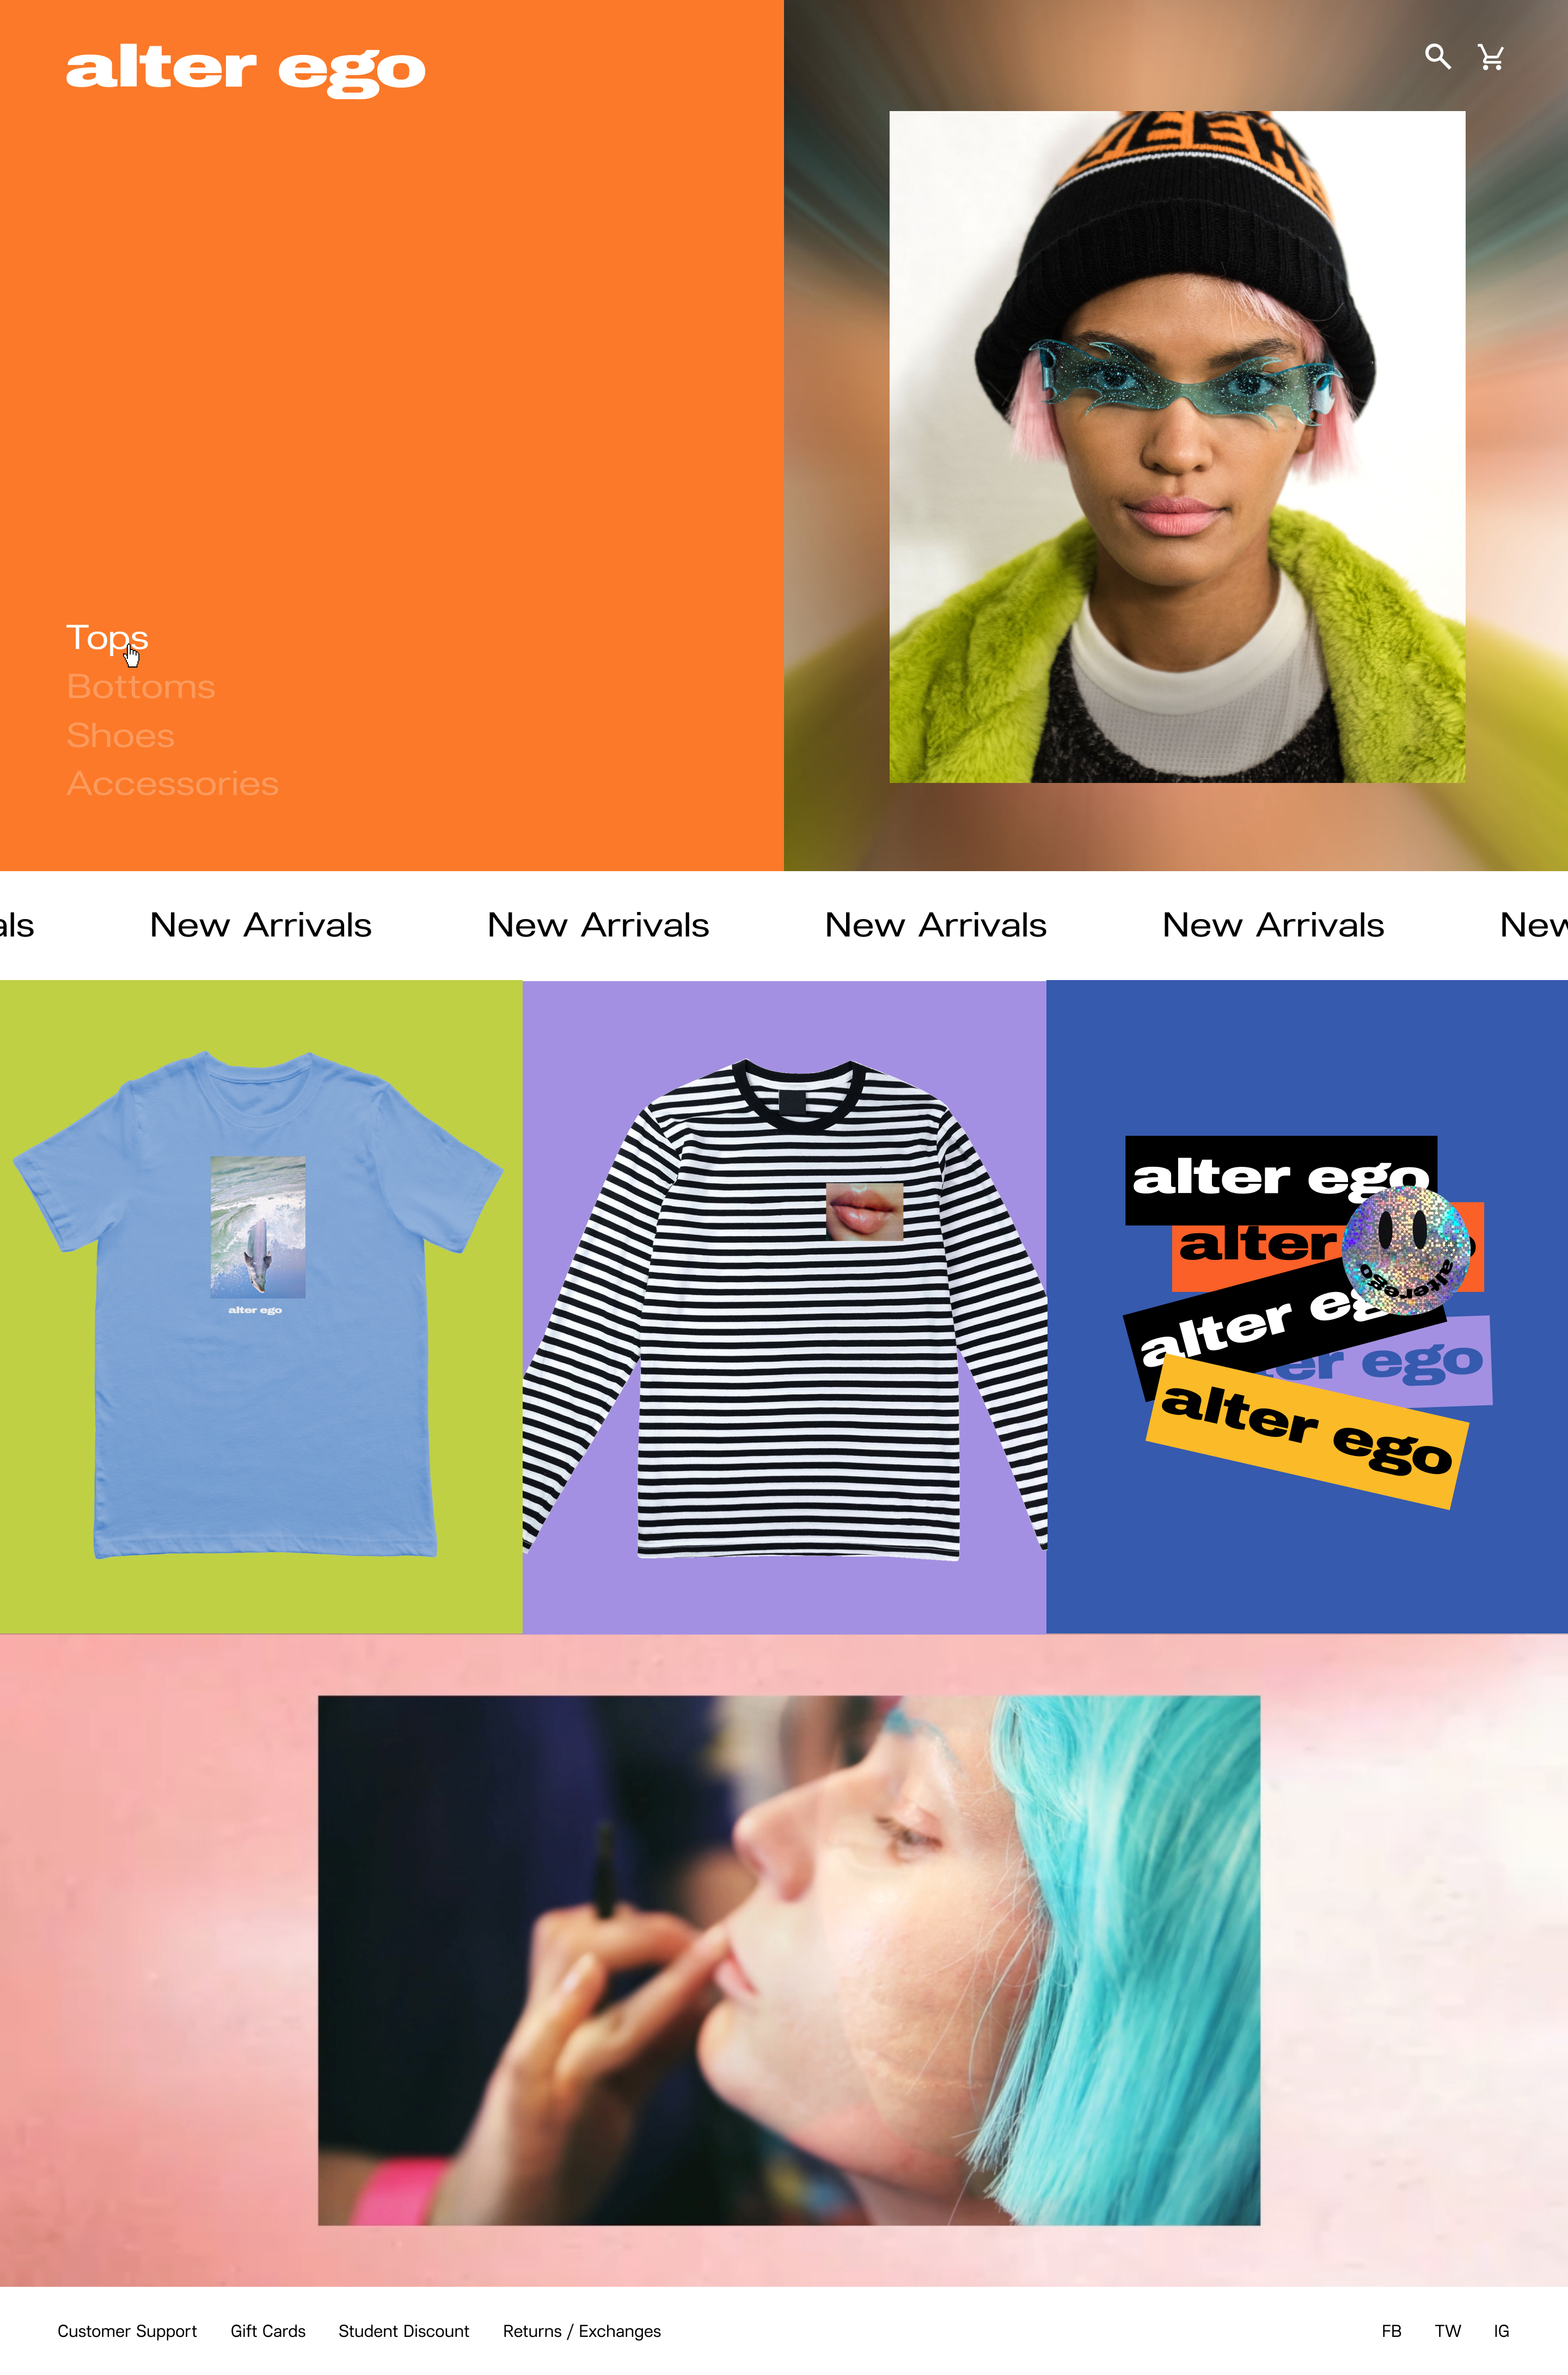 alter ego
Tops
Bottoms
Shoes
Accessories
als New Arrivals New Arrivals New Arrivals New Arrivals New
alter ego
alter ego
alter
alter ego
alterego
er ego
alter ego
Customer Support Gift Cards Student Discount Returns / Exchanges FB TW IG